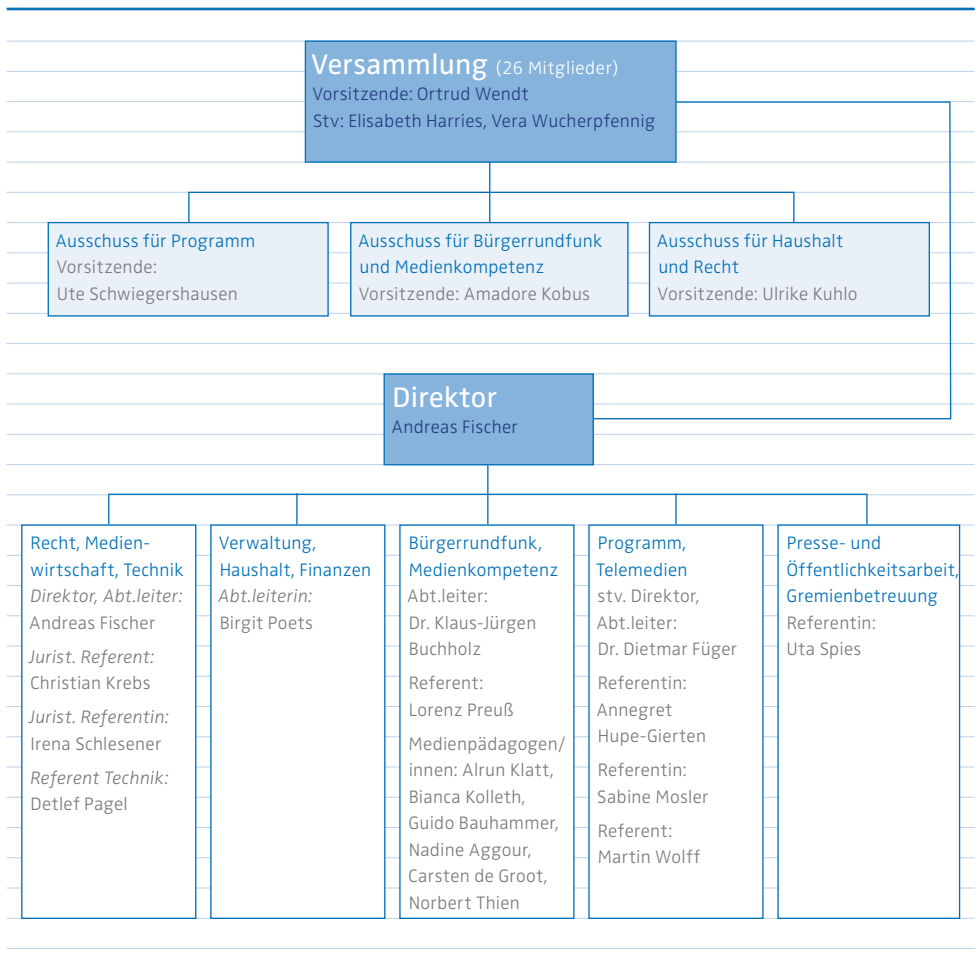 Versammlung (26 Mitglieder)
Vorsitzende: Ortrud Wendt
Stv: Elisabeth Harries, Vera Wucherpfennig
Ausschuss für Programm
Vorsitzende:
Ute Schwiegershausen
Ausschuss für Bürgerrundfunk
und Medienkompetenz
Vorsitzende: Amadore Kobus
Ausschuss für Haushalt
und Recht
Vorsitzende: Ulrike Kuhlo
Direktor
Andreas Fischer
Recht, Medien-
wirtschaft, Technik
Direktor, Abt.leiter:
Andreas Fischer
Jurist. Referent:
Christian Krebs
Jurist. Referentin:
Irena Schlesener
Referent Technik:
Detlef Pagel
Verwaltung,
Haushalt, Finanzen
Abt.leiterin:
Birgit Poets
Bürgerrundfunk,
Medienkompetenz
Abt.leiter:
Dr. Klaus-Jürgen
Buchholz
Referent:
Lorenz Preuß
Medienpädagogen/
innen: Alrun Klatt,
Bianca Kolleth,
Guido Bauhammer,
Nadine Aggour,
Carsten de Groot,
Norbert Thien
Programm,
Telemedien
stv. Direktor,
Abt.leiter:
Dr. Dietmar Füger
Referentin:
Annegret
Hupe-Gierten
Referentin:
Sabine Mosler
Referent:
Martin Wolff
Presse- und
Öffentlichkeitsarbeit,
Gremienbetreuung
Referentin:
Uta Spies